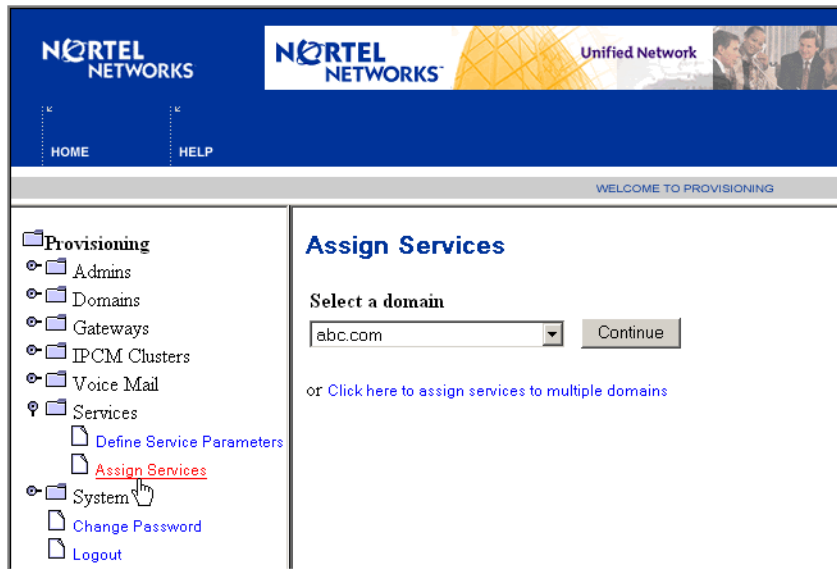 NORTEL
NETWORKS
NORTEL
NETWORKS
Unified Network
HOME
HELP
WELCOME TO PROVISIONING
Provisioning
Admins
Domains
Gateways
IPCM Clusters
Voice Mail
Services
Define Service Parameters
Assign Services
System
Change Password
Logout
Assign Services
Select a domain
abc.com
Continue
or Click here to assign services to multiple domains